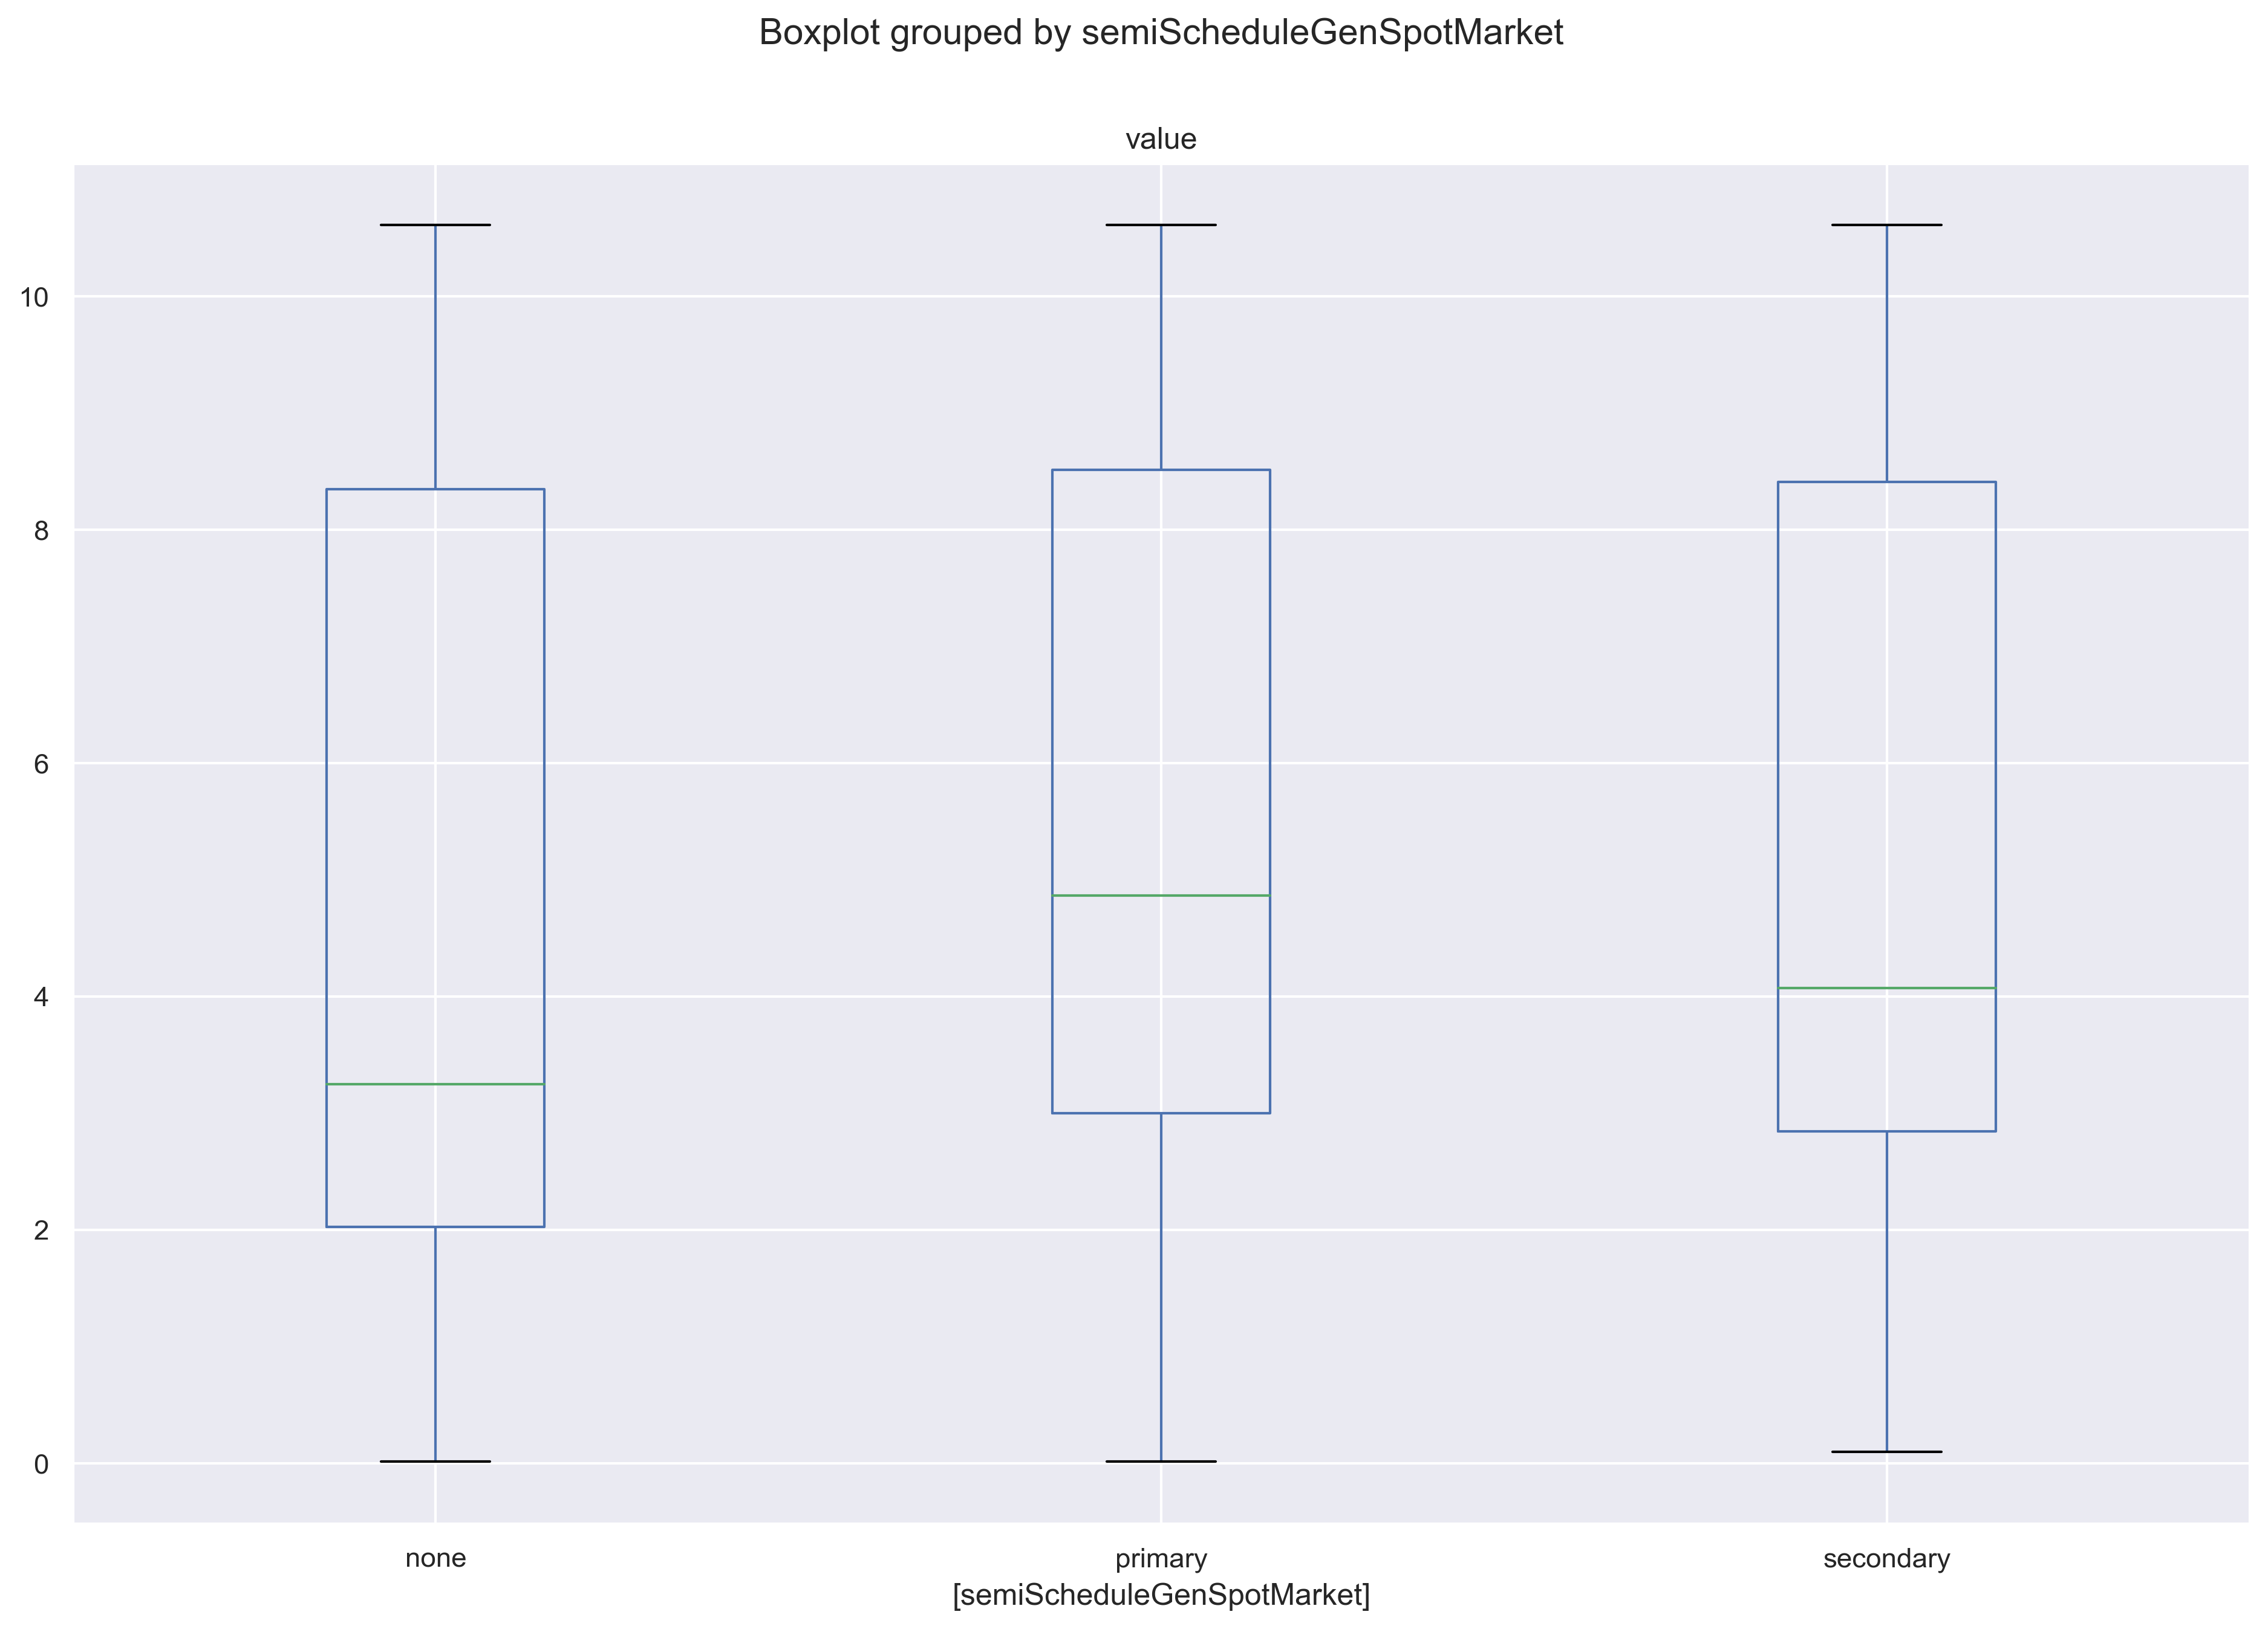 Boxplot grouped by semiScheduleGenSpotMarket
value
10
8
6
4
2
0
none primary secondary
[semiScheduleGenSpotMarket]